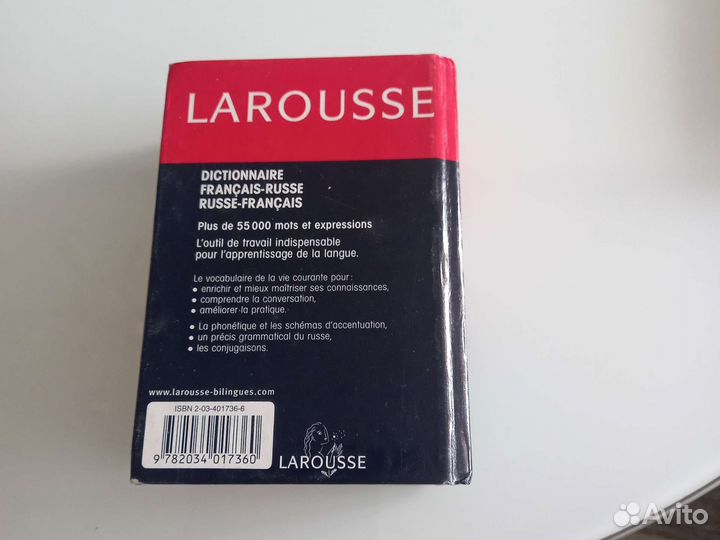 LAROUSSE
DICTIONNAIRE
FRANÇAIS-RUSSE
RUSSE-FRANÇAIS
Plus de 55 000 mots et expressions
L'outil de travail indispensable
pour l'apprentissage de la langue.
Le vocabulaire de la vie courante pour :
• enrichir et mieux maîtriser ses connaissances,
• comprendre la conversation,
• améliorer la pratique.
• La phonétique et les schémas d'accentuation,
• un précis grammatical du russe,
• les conjugaisons.
www.larousse-bilingues.com
ISBN 2-03-401736-6
9 782034 017360
LAROUSSE
Avito